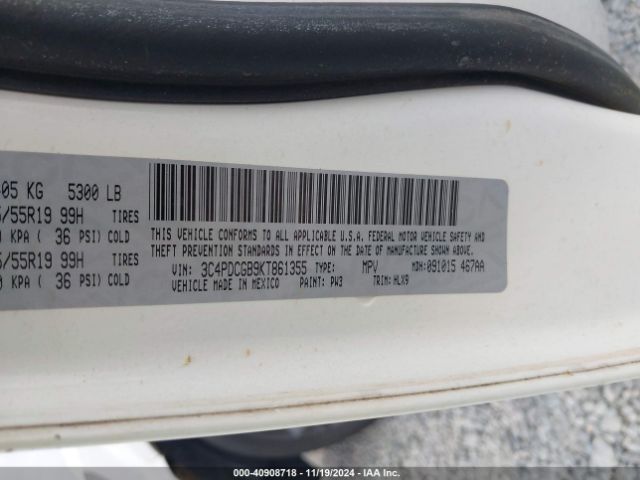 05 KG 5300 LB
/55R19 99H TIRES
KPA ( 36 PSI) COLD
/55R19 99H TIRES
KPA ( 36 PSI) COLD
THIS VEHICLE CONFORMS TO ALL APPLICABLE U.S.A. FEDERAL MOTOR VEHICLE SAFETY AND
THEFT PREVENTION STANDARDS IN EFFECT ON THE DATE OF MANUFACTURE SHOWN ABOVE.
VIN: 3C4PDCGB9KT861355 TYPE: MPV MDH: 091015 467AA
VEHICLE MADE IN MEXICO PAINT: PW3 TRIM: HLX9
000-40908718 - 11/19/2024 - IAA Inc.